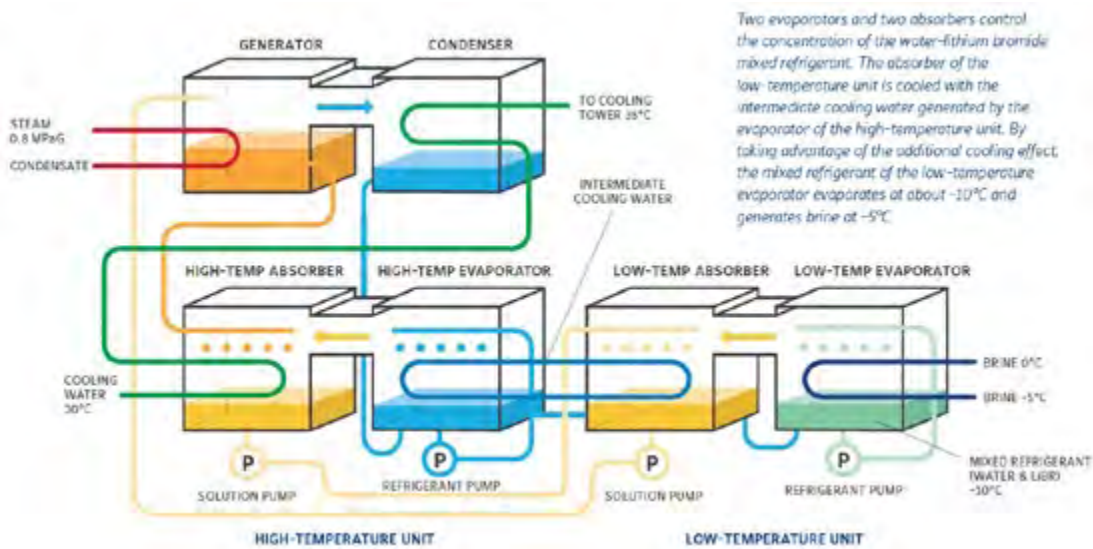 Two evaporators and two absorbers control
the concentration of the water-lithium bromide
mixed refrigerant. The absorber of the
low-temperature unit is cooled with the
intermediate cooling water generated by the
evaporator of the high-temperature unit. By
taking advantage of the additional cooling effect,
the mixed refrigerant of the low-temperature
evaporator evaporates at about -10°C and
generates brine at -5°C
GENERATOR
CONDENSER
STEAM
0.8 MPaG
CONDENSATE
TO COOLING
TOWER
INTERMEDIATE
COOLING WATER
HIGH-TEMP ABSORBER
HIGH-TEMP EVAPORATOR
LOW-TEMP ABSORBER
LOW-TEMP EVAPORATOR
COOLING
WATER
30°C
BRINE 0°C
BRINE -5°C
P
P
P
P
SOLUTION PUMP
REFRIGERANT PUMP
SOLUTION PUMP
REFRIGERANT PUMP
MIXED REFRIGERANT
(WATER & LiBR)
-10°C
HIGH-TEMPERATURE UNIT
LOW-TEMPERATURE UNIT